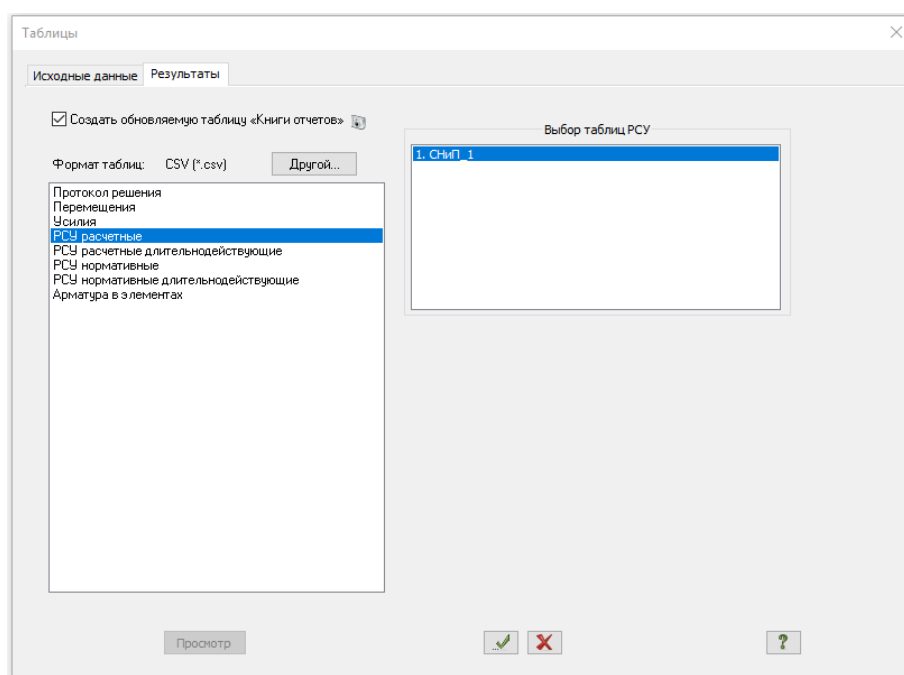 Таблицы
Исходные данные
Результаты
Создать обновляемую таблицу «Книги отчетов»
Формат таблиц:
CSV (*.csv)
Другой...
Протокол решения
Перемещения
Усилия
РСУ расчетные
РСУ расчетные длительнодействующие
РСУ нормативные
РСУ нормативные длительнодействующие
Арматура в элементах
Выбор таблиц РСУ
1. СНиП_1
Просмотр
?